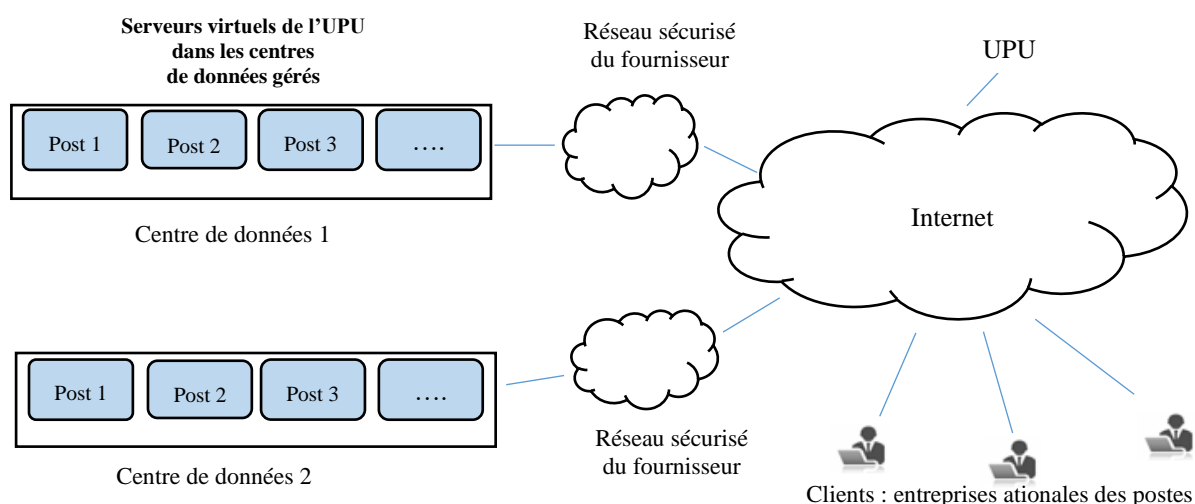 Serveurs virtuels de l’UPU
dans les centres
de données gérés
Réseau sécurisé
du fournisseur
UPU
Post 1
Post 2
Post 3
….
Internet
Centre de données 1
Post 1
Post 2
Post 3
….
Centre de données 2
Réseau sécurisé
du fournisseur
Clients : entreprises ationales des postes